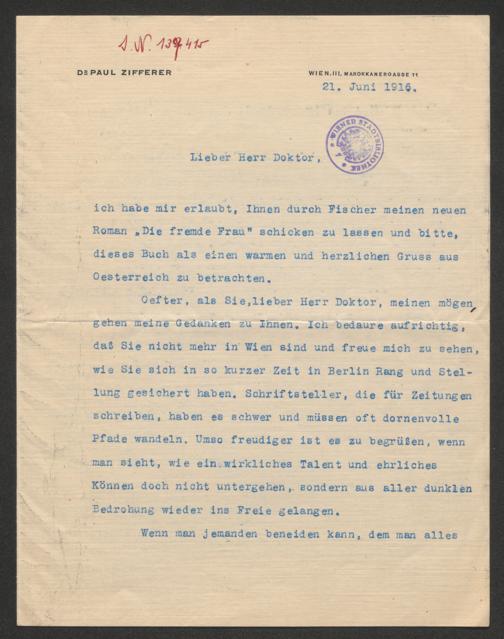 DR PAUL ZIFFERER
WIEN, III, MAROKKANERGASSE 11
21. Juni 1916.
WIENER STADTBIBLIOTHEK
Lieber Herr Doktor,
ich habe mir erlaubt, Ihnen durch Fischer meinen neuen
Roman „Die fremde Frau" schicken zu lassen und bitte,
dieses Buch als einen warmen und herzlichen Gruss aus
Oesterreich zu betrachten.
Oefter, als Sie,lieber Herr Doktor, meinen mögen,
gehen meine Gedanken zu Ihnen. Ich bedaure aufrichtig,
daß Sie nicht mehr in Wien sind und freue mich zu sehen,
wie Sie sich in so kurzer Zeit in Berlin Rang und Stel-
lung gesichert haben. Schriftsteller, die für Zeitungen
schreiben, haben es schwer und müssen oft dornenvolle
Pfade wandeln. Umso freudiger ist es zu begrüßen, wenn
man sieht, wie ein wirkliches Talent und ehrliches
Können doch nicht untergehen, sondern aus aller dunklen
Bedrohung wieder ins Freie gelangen.
Wenn man jemanden beneiden kann, dem man alles